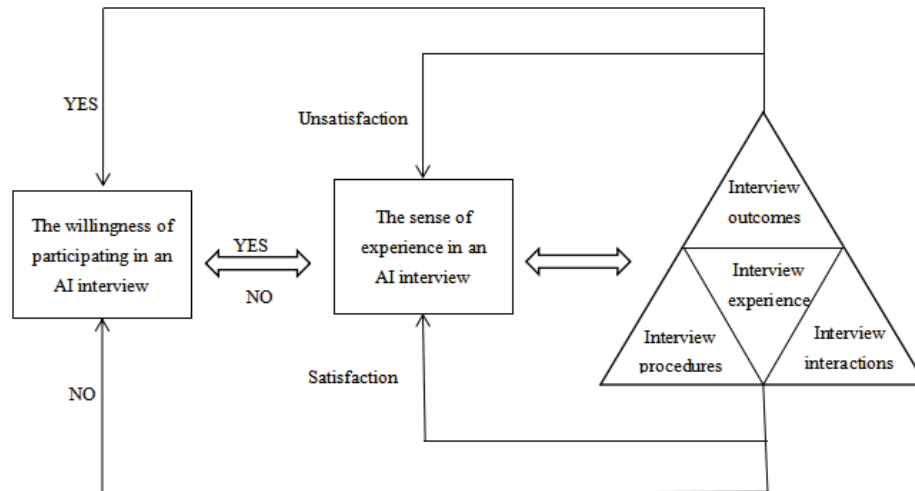 YES
Unsatisfaction
The willingness of
participating in an
AI interview
YES
NO
The sense of
experience in an
AI interview
Interview
outcomes
Interview
experience
Interview
procedures
Interview
interactions
NO
Satisfaction